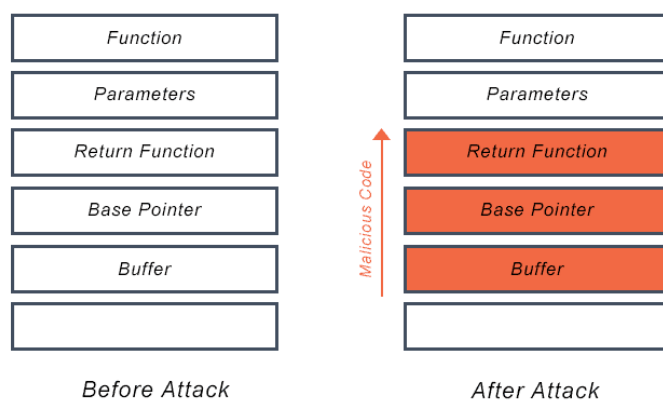 Function
Parameters
Return Function
Base Pointer
Buffer
Before Attack
Malicious Code
Function
Parameters
Return Function
Base Pointer
Buffer
After Attack